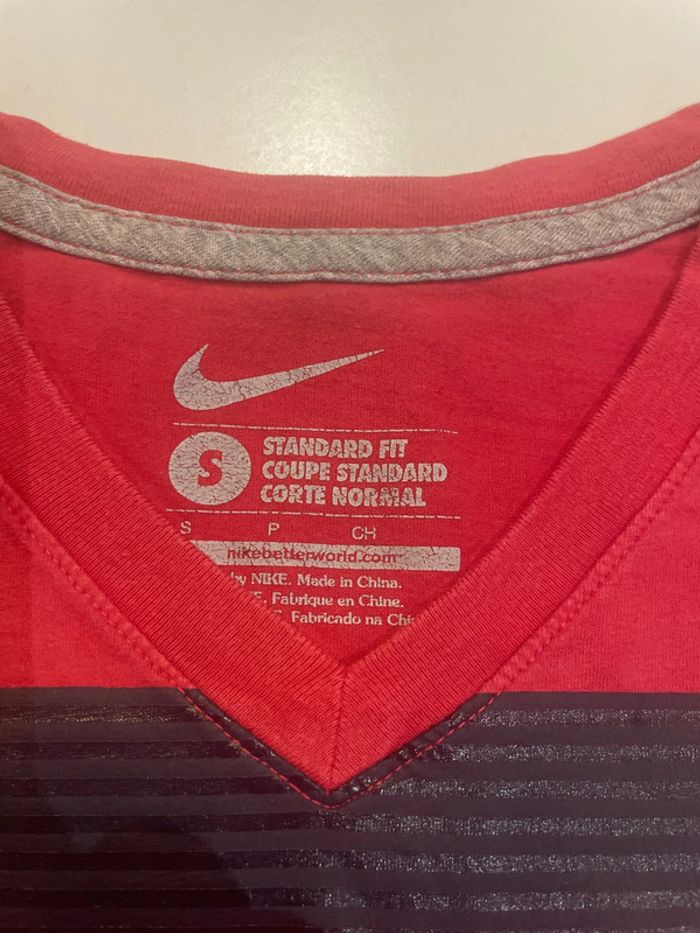 S
STANDARD FIT
COUPE STANDARD
CORTE NORMAL
S P CH
nikebetterworld.com
by NIKE. Made in China.
Fabrique en Chine.
Fabricado na